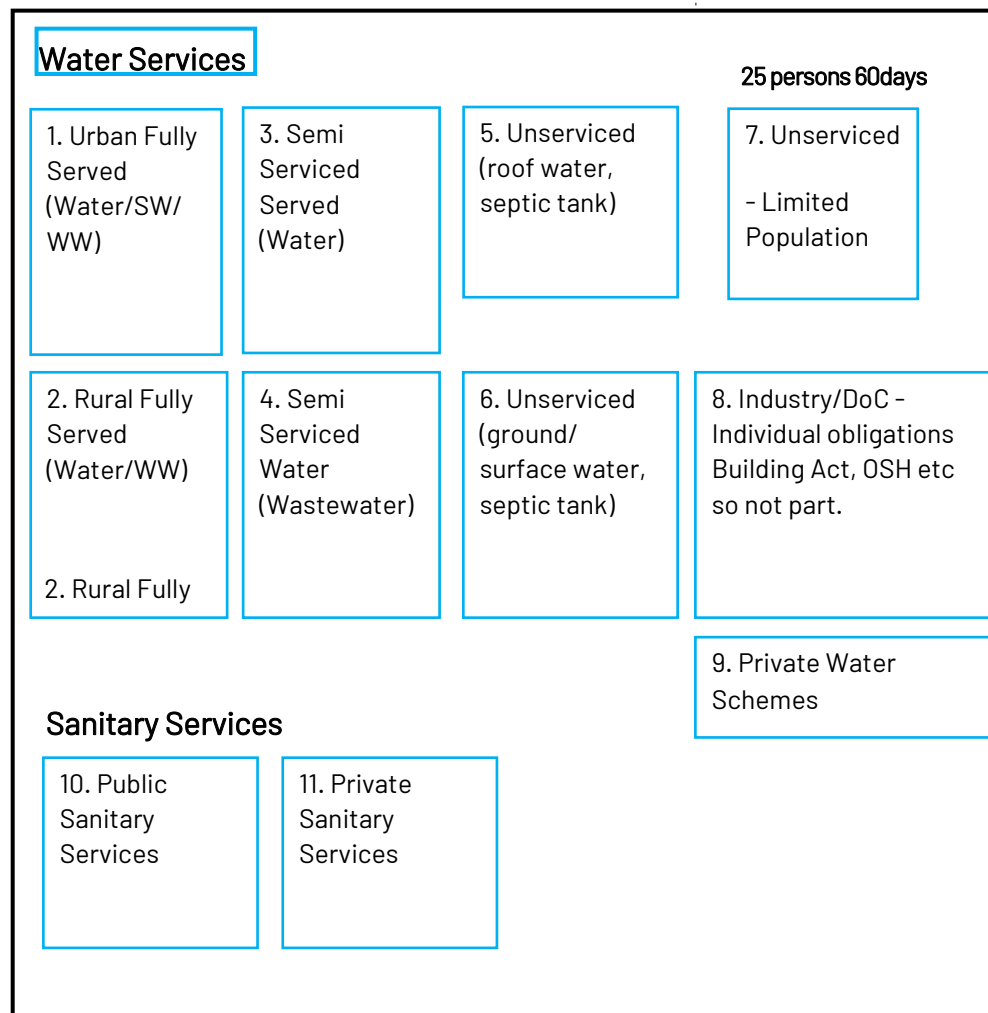 Water Services
25 persons 60days
1. Urban Fully
Served
(Water/SW/
WW)
3. Semi
Serviced
Served
(Water)
5. Unserviced
(roof water,
septic tank)
7. Unserviced
- Limited
Population
2. Rural Fully
Served
(Water/WW)
2. Rural Fully
4. Semi
Serviced
Water
(Wastewater)
6. Unserviced
(ground/
surface water,
septic tank)
8. Industry/DoC -
Individual obligations
Building Act, OSH etc
so not part.
9. Private Water
Schemes
Sanitary Services
10. Public
Sanitary
Services
11. Private
Sanitary
Services